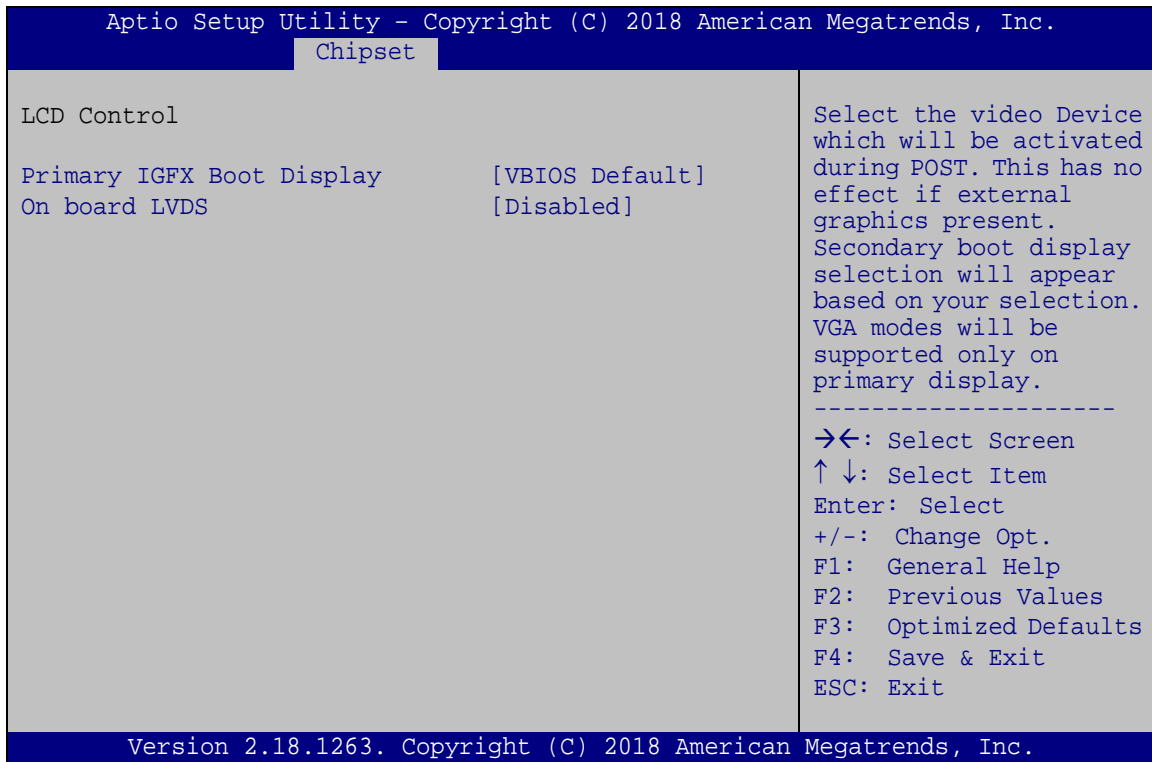 Aptio Setup Utility – Copyright (C) 2018 American Megatrends, Inc.
Chipset
LCD Control
Primary IGFX Boot Display [VBIOS Default]
On board LVDS [Disabled]
Select the video Device
which will be activated
during POST. This has no
effect if external
graphics present.
Secondary boot display
selection will appear
based on your selection.
VGA modes will be
supported only on
primary display.
---------------------
→←: Select Screen
↑ ↓: Select Item
Enter: Select
+/-: Change Opt.
F1: General Help
F2: Previous Values
F3: Optimized Defaults
F4: Save & Exit
ESC: Exit
Version 2.18.1263. Copyright (C) 2018 American Megatrends, Inc.